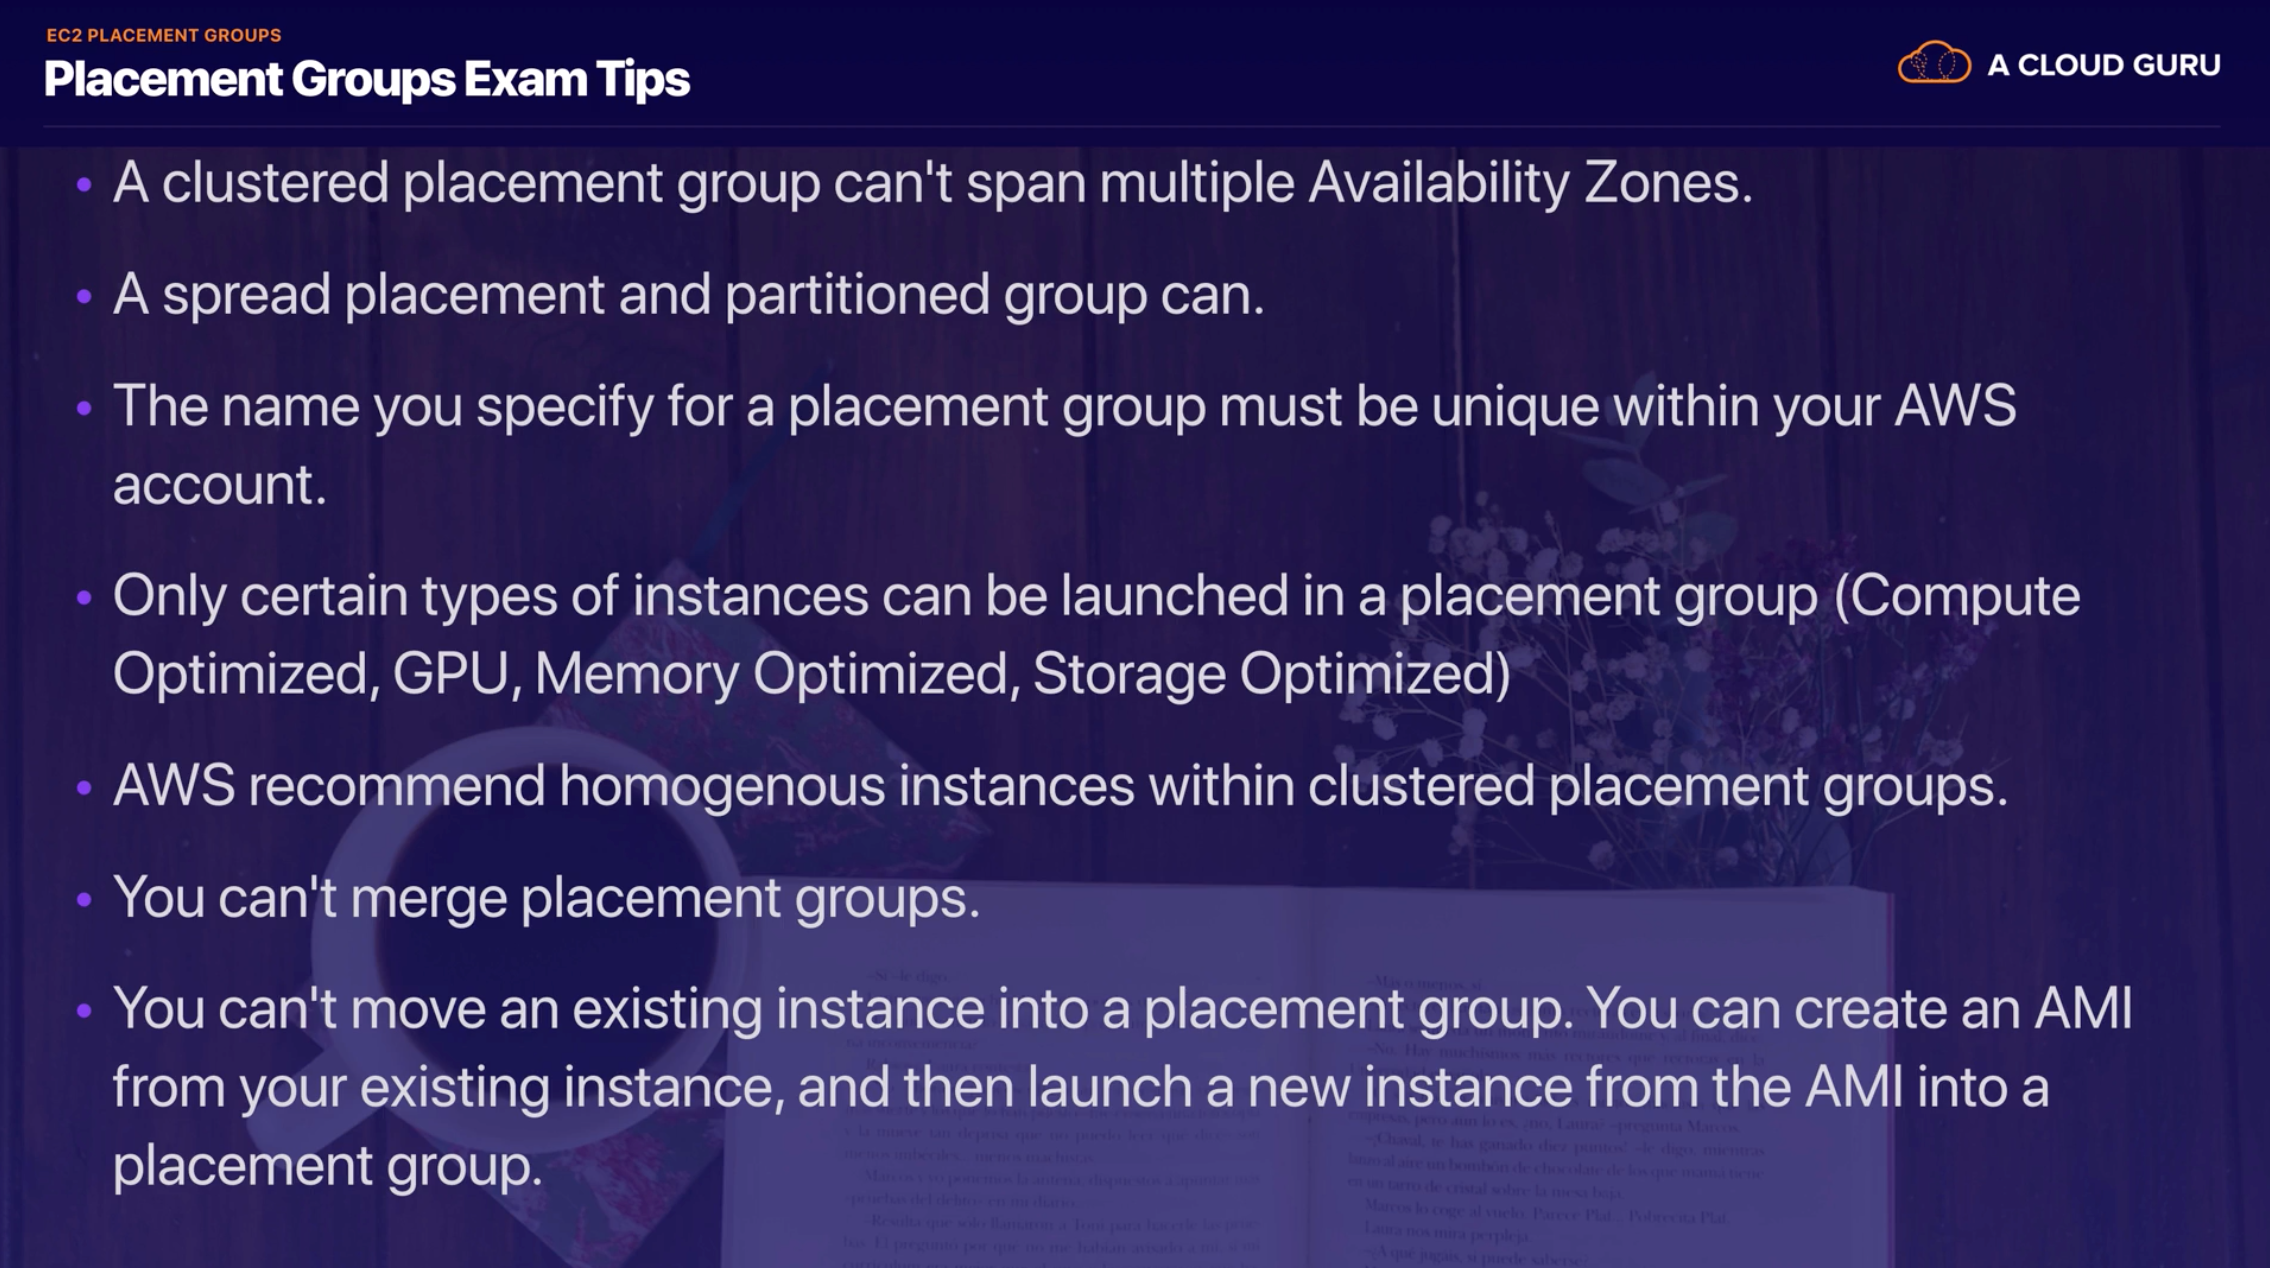 EC2 PLACEMENT GROUPS
Placement Groups Exam Tips
A CLOUD GURU
• A clustered placement group can't span multiple Availability Zones.
• A spread placement and partitioned group can.
• The name you specify for a placement group must be unique within your AWS
account.
• Only certain types of instances can be launched in a placement group (Compute
Optimized, GPU, Memory Optimized, Storage Optimized)
• AWS recommend homogenous instances within clustered placement groups.
• You can't merge placement groups.
• You can't move an existing instance into a placement group. You can create an AMI
from your existing instance, and then launch a new instance from the AMI into a
placement group.